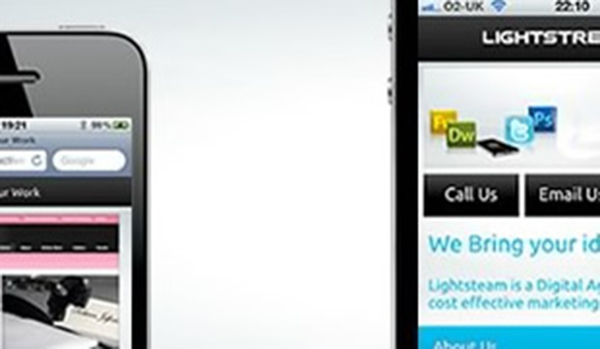 O2-UK 22:10
LIGHTSTRE
Fw
Dw
Ps
Call Us
Email Us
We Bring your id
Lightsteam is a Digital Ag
cost effective marketing
About Us
19:21
ur Work
Google
ur Work